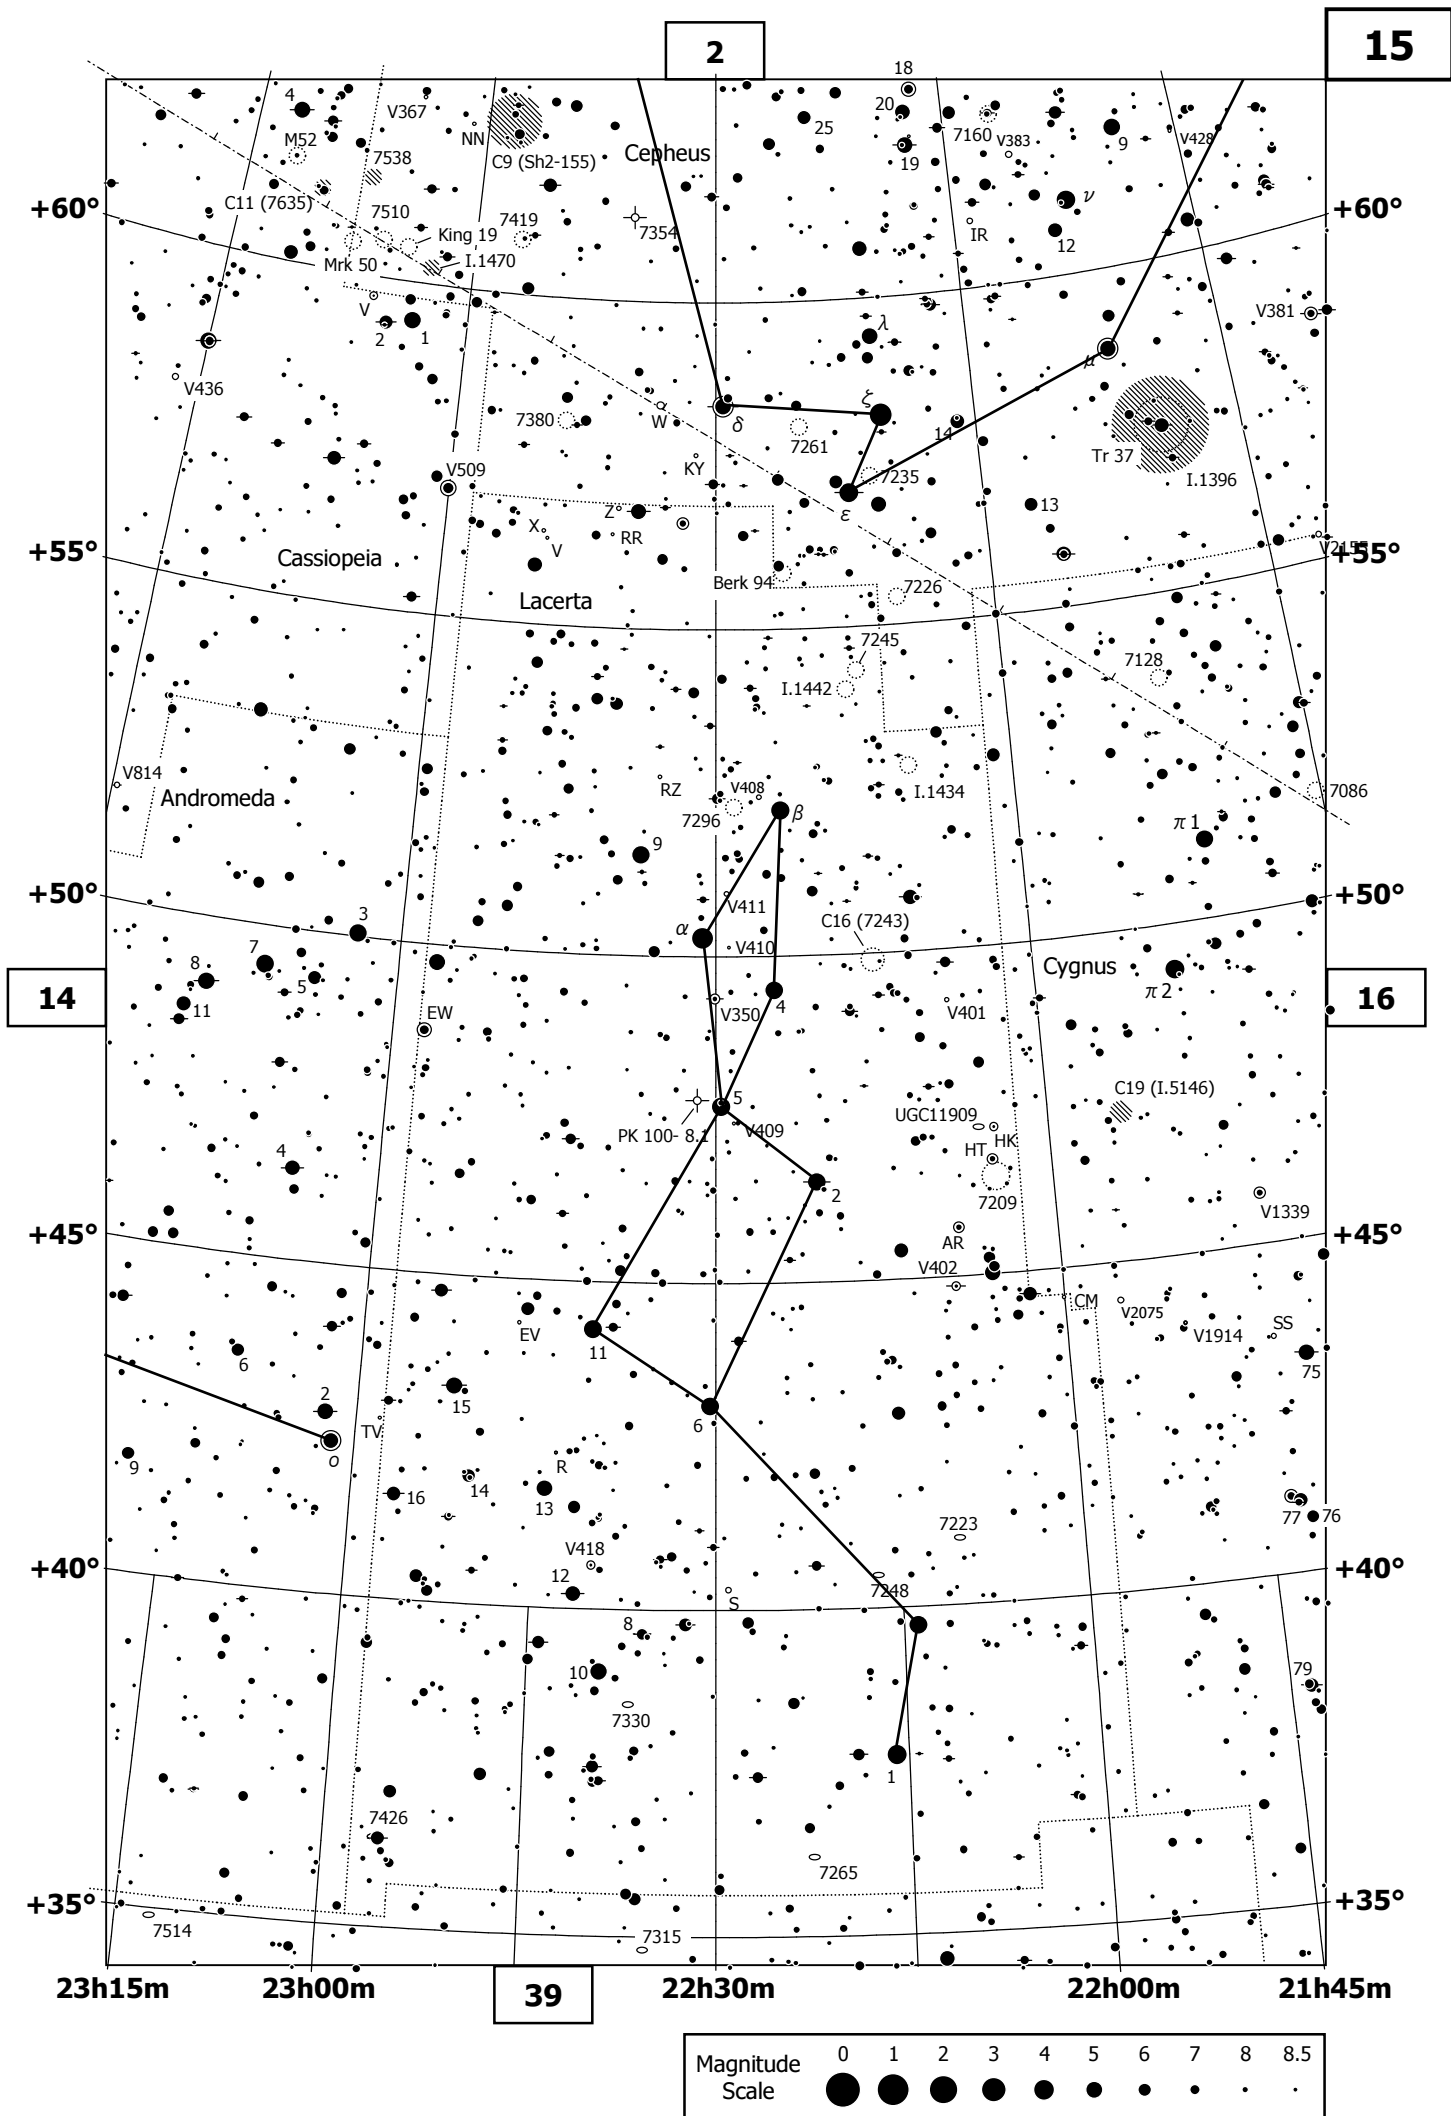 2
15
18
4
V367
20
25
M52
NN
7160
V383
9
V428
7538
C9 (Sh2-155)
Cepheus
19
C11 (7635)
ν
+60°
+60°
7510
King 19
7419
7354
IR
12
Mrk 50
I.1470
V
V381
2
1
λ
μ
V436
ζ
W
δ
14
7380
7261
Tr 37
KY
V509
7235
I.1396
ε
Z
13
X
V
RR
V2155
Cassiopeia
+55°
+55°
Berk 94
7226
Lacerta
7245
7128
I.1442
V814
RZ
V408
I.1434
7086
Andromeda
7296
β
π 1
9
+50°
+50°
V411
C16 (7243)
3
α
7
V410
8
Cygnus
5
14
16
π 2
11
EW
V350
4
V401
C19 (I.5146)
5
UGC11909
PK 100- 8.1
V409
HK
HT
4
2
7209
V1339
+45°
+45°
AR
V402
CM
V2075
V1914
SS
EV
11
6
75
2
15
TV
6
9
o
R
14
16
13
77
76
7223
V418
+40°
+40°
12
7248
S
8
10
79
7330
1
7426
7265
+35°
+35°
7514
7315
23h15m
23h00m
39
22h30m
22h00m
21h45m
Magnitude
Scale
0
1
2
3
4
5
6
7
8
8.5